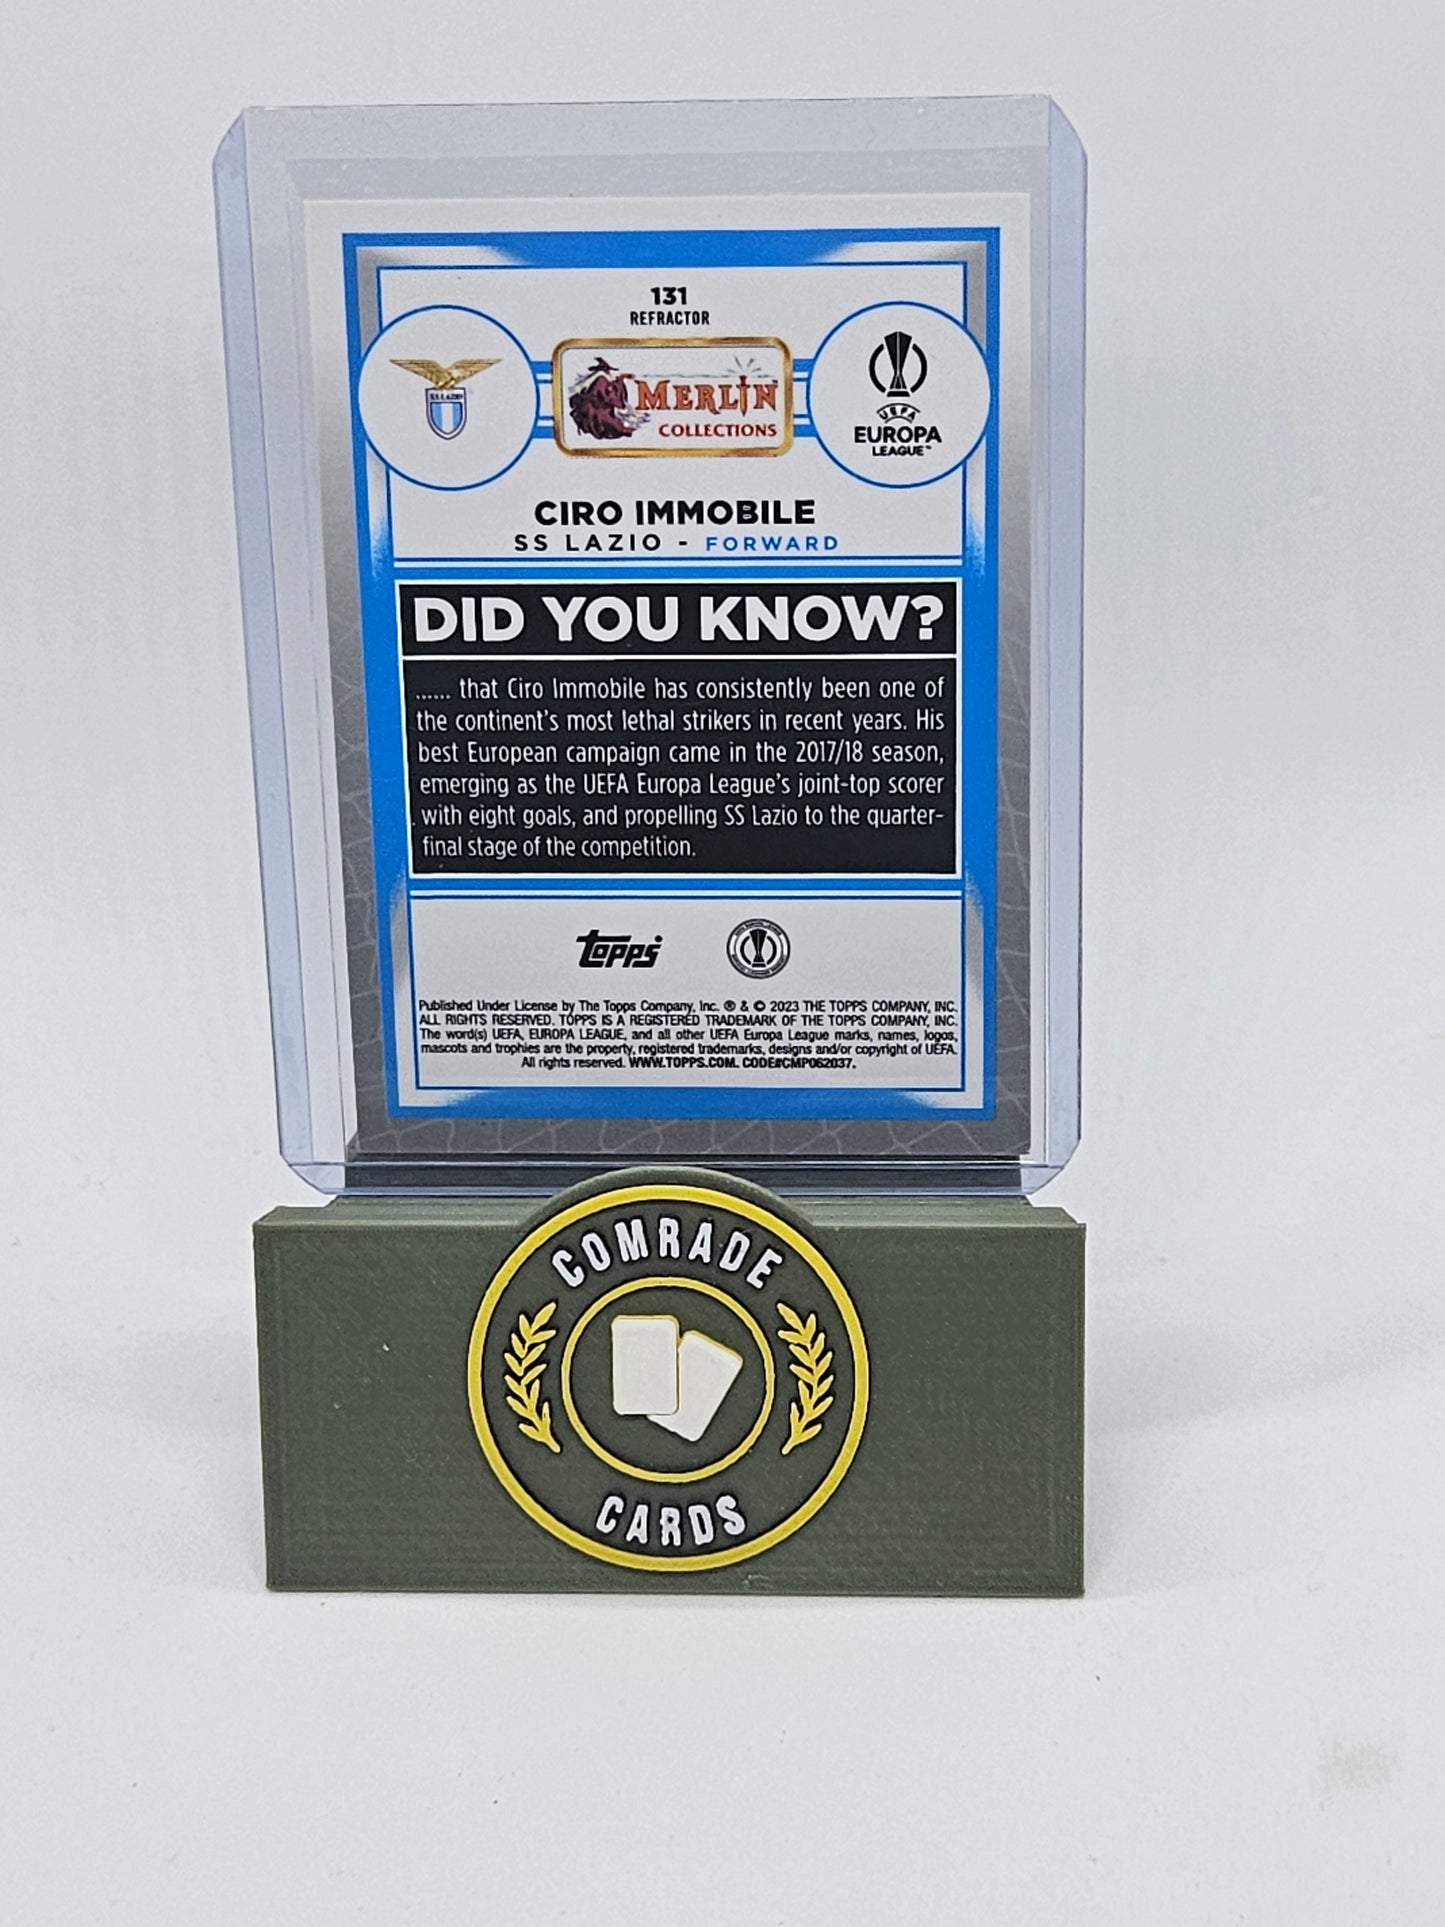 131
REFRACTOR
SS LAZIO
MERLIN
COLLECTIONS
UEFA
EUROPA
LEAGUE™
CIRO IMMOBILE
SS LAZIO - FORWARD
DID YOU KNOW?
...... that Ciro Immobile has consistently been one of
the continent's most lethal strikers in recent years. His
best European campaign came in the 2017/18 season,
emerging as the UEFA Europa League's joint-top scorer
with eight goals, and propelling SS Lazio to the quarter-
final stage of the competition.
Topps
Published Under License by The Topps Company, Inc. ® & © 2023 THE TOPPS COMPANY, INC.
ALL RIGHTS RESERVED. TOPPS IS A REGISTERED TRADEMARK OF THE TOPPS COMPANY, INC.
The word(s) UEFA, EUROPA LEAGUE, and all other UEFA Europa League marks, names, logos,
mascots and trophies are the property, registered trademarks, designs and/or copyright of UEFA.
All rights reserved. WWW.TOPPS.COM. CODE#CMP062037.
COMRADE
CARDS